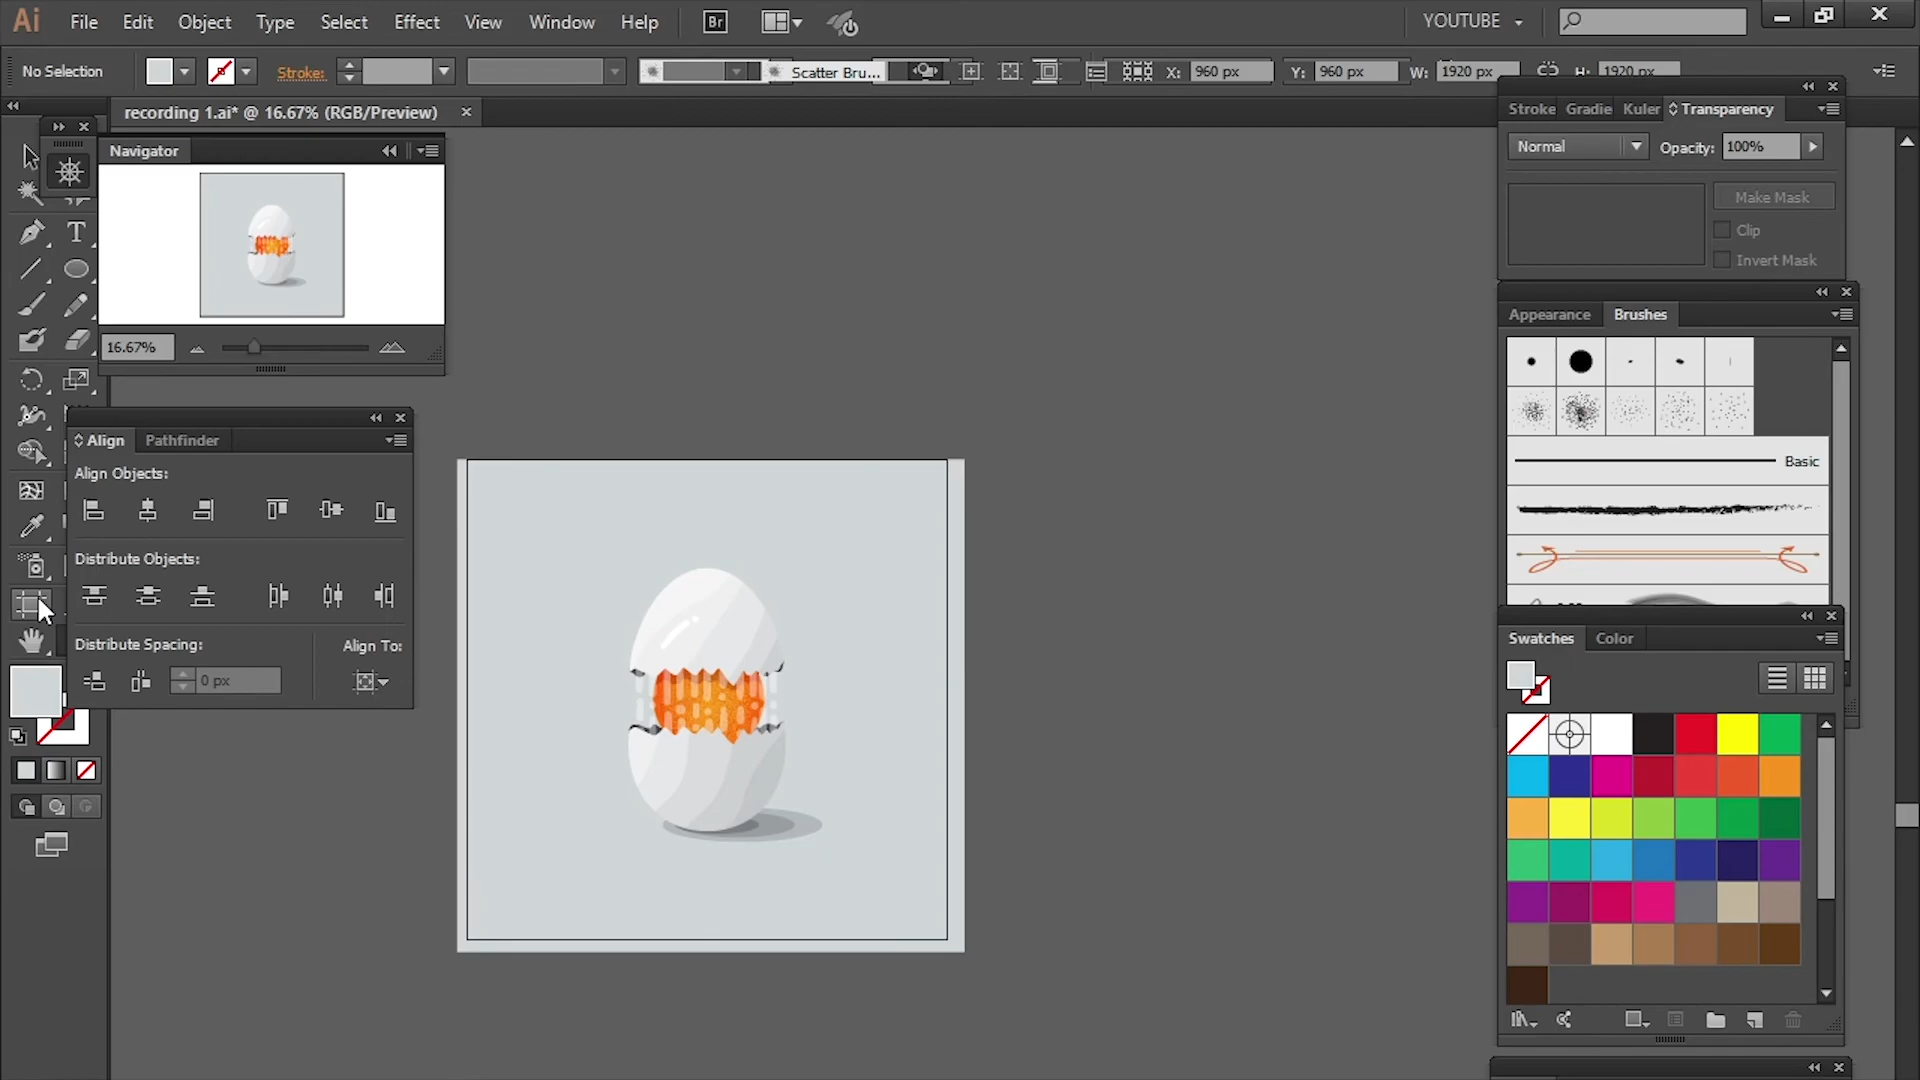 Ai File Edit Object Type Select Effect View Window Help Br YOUTUBE
No Selection Stroke: Scatter Bru... X: 960 px Y: 960 px W: 1920 px H: 1920 px
recording 1.ai* @ 16.67% (RGB/Preview)
Navigator
16.67%
Align Pathfinder
Align Objects:
Distribute Objects:
Distribute Spacing: Align To:
0 px
Stroke Gradie Kuler Transparency
Normal Opacity: 100%
Make Mask
Clip
Invert Mask
Appearance Brushes
Basic
Swatches Color